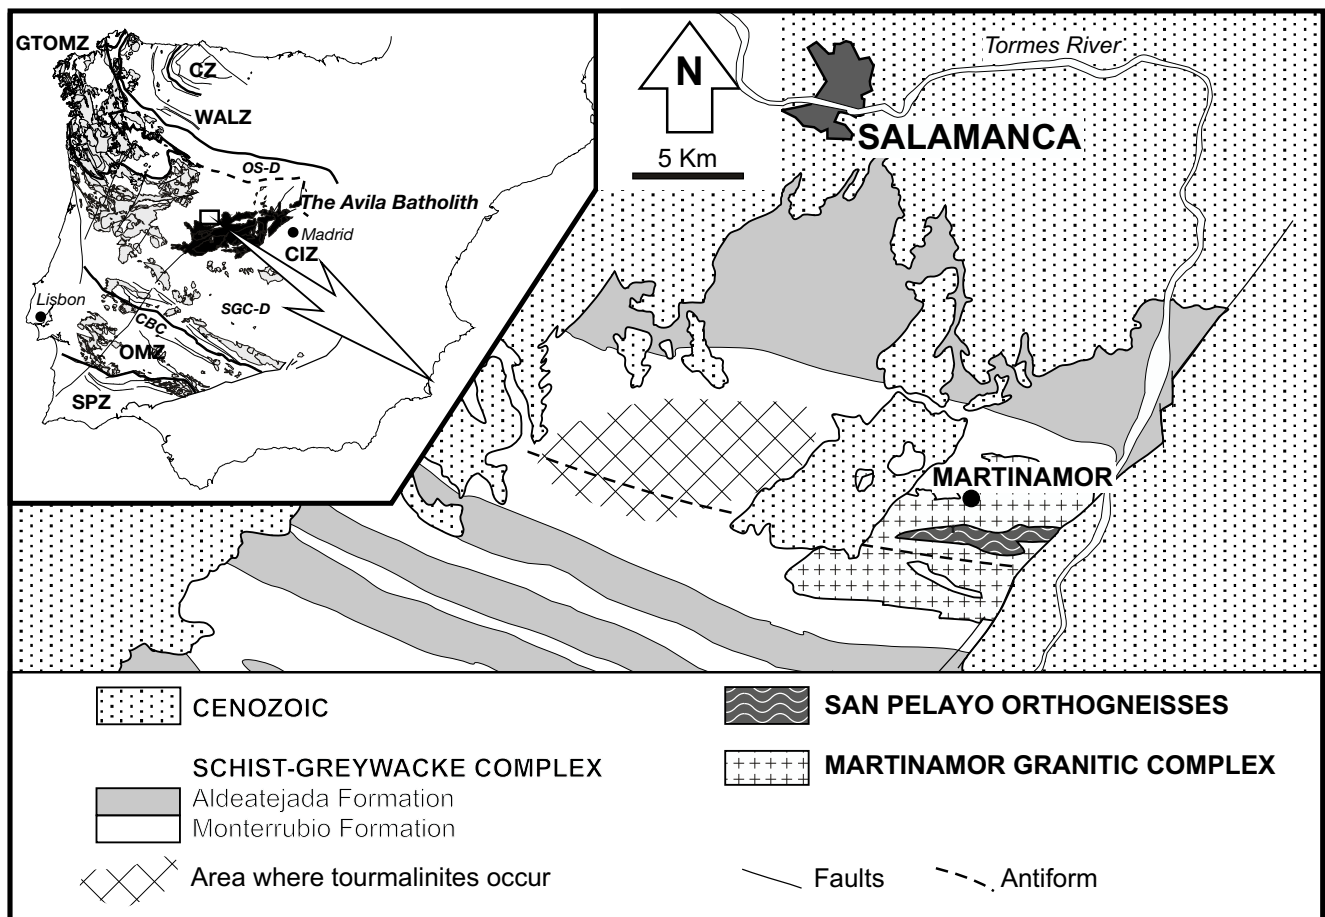 GTOMZ
CZ
WALZ
OS-D
The Avila Batholith
Madrid
CIZ
Lisbon
SGC-D
CBC
OMZ
SPZ
N
5 Km
Tormes River
SALAMANCA
MARTINAMOR
CENOZOIC
SCHIST-GREYWACKE COMPLEX
Aldeatejada Formation
Monterrubio Formation
Area where tourmalinites occur
SAN PELAYO ORTHOGNEISSES
MARTINAMOR GRANITIC COMPLEX
Faults
Antiform